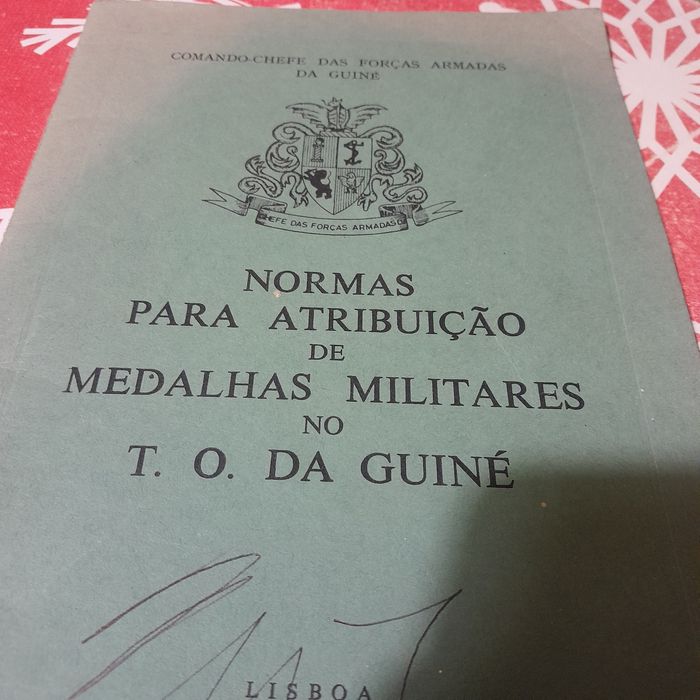 COMANDO-CHEFE DAS FORÇAS ARMADAS
DA GUINÉ
CHEFE DAS FORÇAS ARMADAS
NORMAS
PARA ATRIBUIÇÃO
DE
MEDALHAS MILITARES
NO
T. O. DA GUINÉ
LISBOA